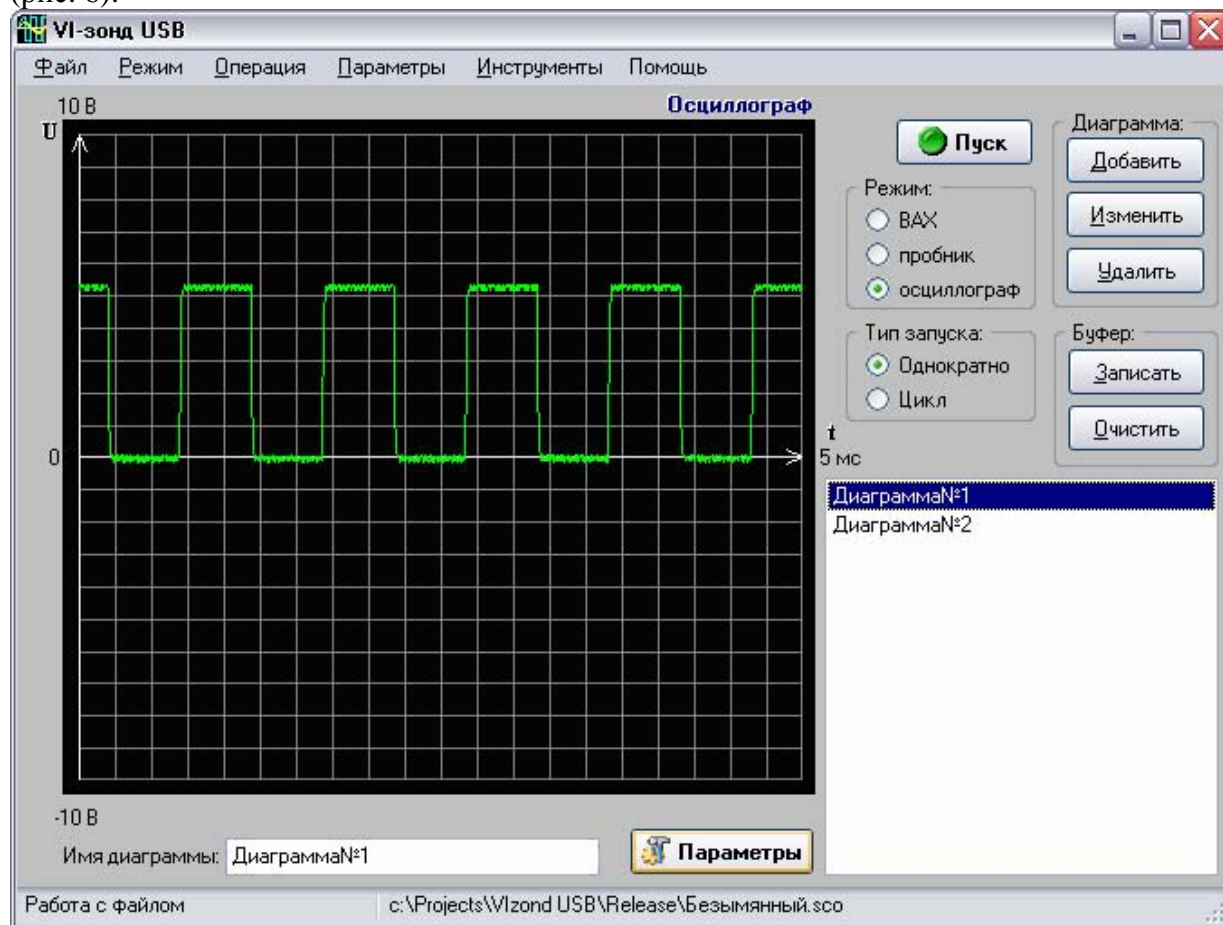 (рис. 6).
VI-зонд USB
Файл Режим Операция Параметры Инструменты Помощь
10 В
Осциллограф
U
Пуск
Режим:
ВАХ
пробник
осциллограф
Тип запуска:
Однократно
Цикл
Диаграмма:
Добавить
Изменить
Удалить
Буфер:
Записать
Очистить
0
t
5 мс
Диаграмма№1
Диаграмма№2
-10 В
Имя диаграммы: Диаграмма№1
Параметры
Работа с файлом
c:\Projects\VIzond USB\Release\Безымянный.sco